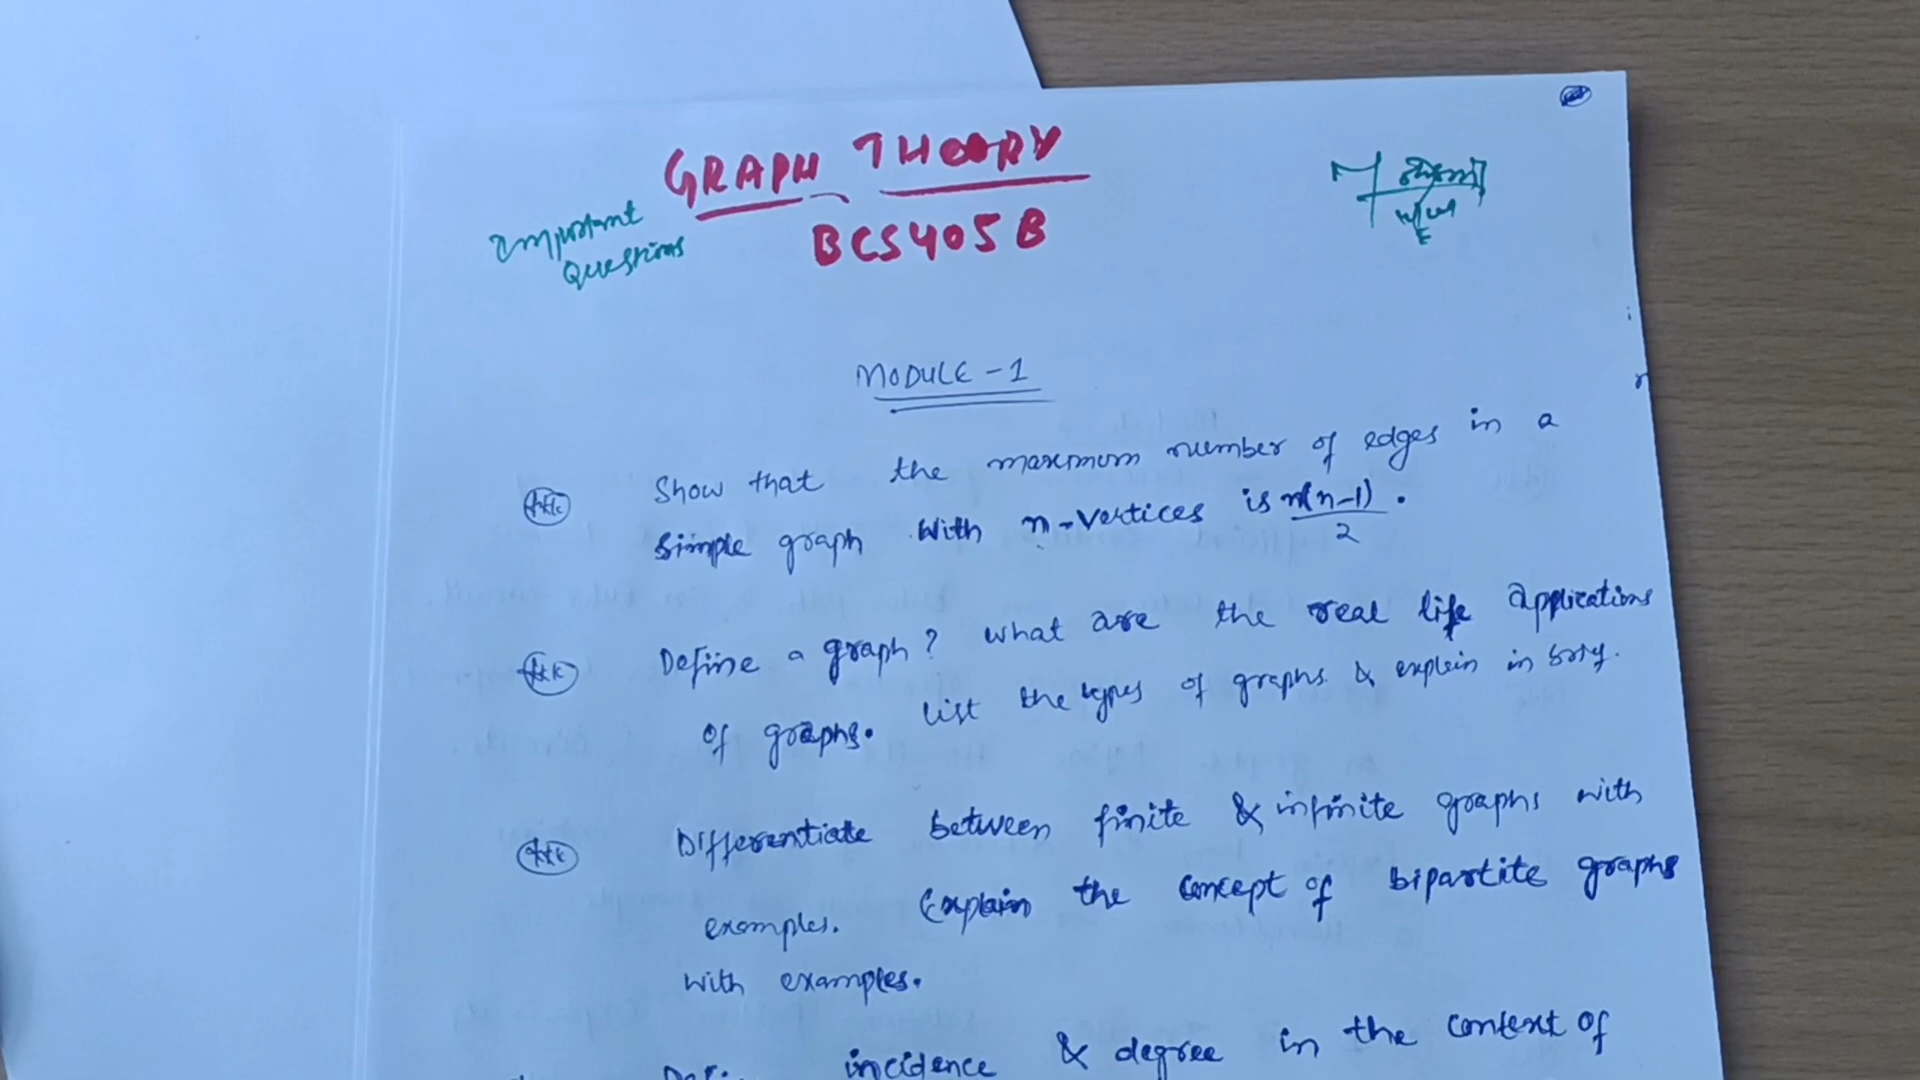 GRAPH THEORY
Important
Questions
BCS405B
MODULE - 1
Show that the maximum number of edges in a
simple graph with n-vertices is n(n-1)/2.
Define a graph? What are the real life applications
of graphs. List the types of graphs & explain in
Differentiate between finite & infinite graphs with
examples. Explain the concept of bipartite graphs
with examples.
incidence & degree in the context of